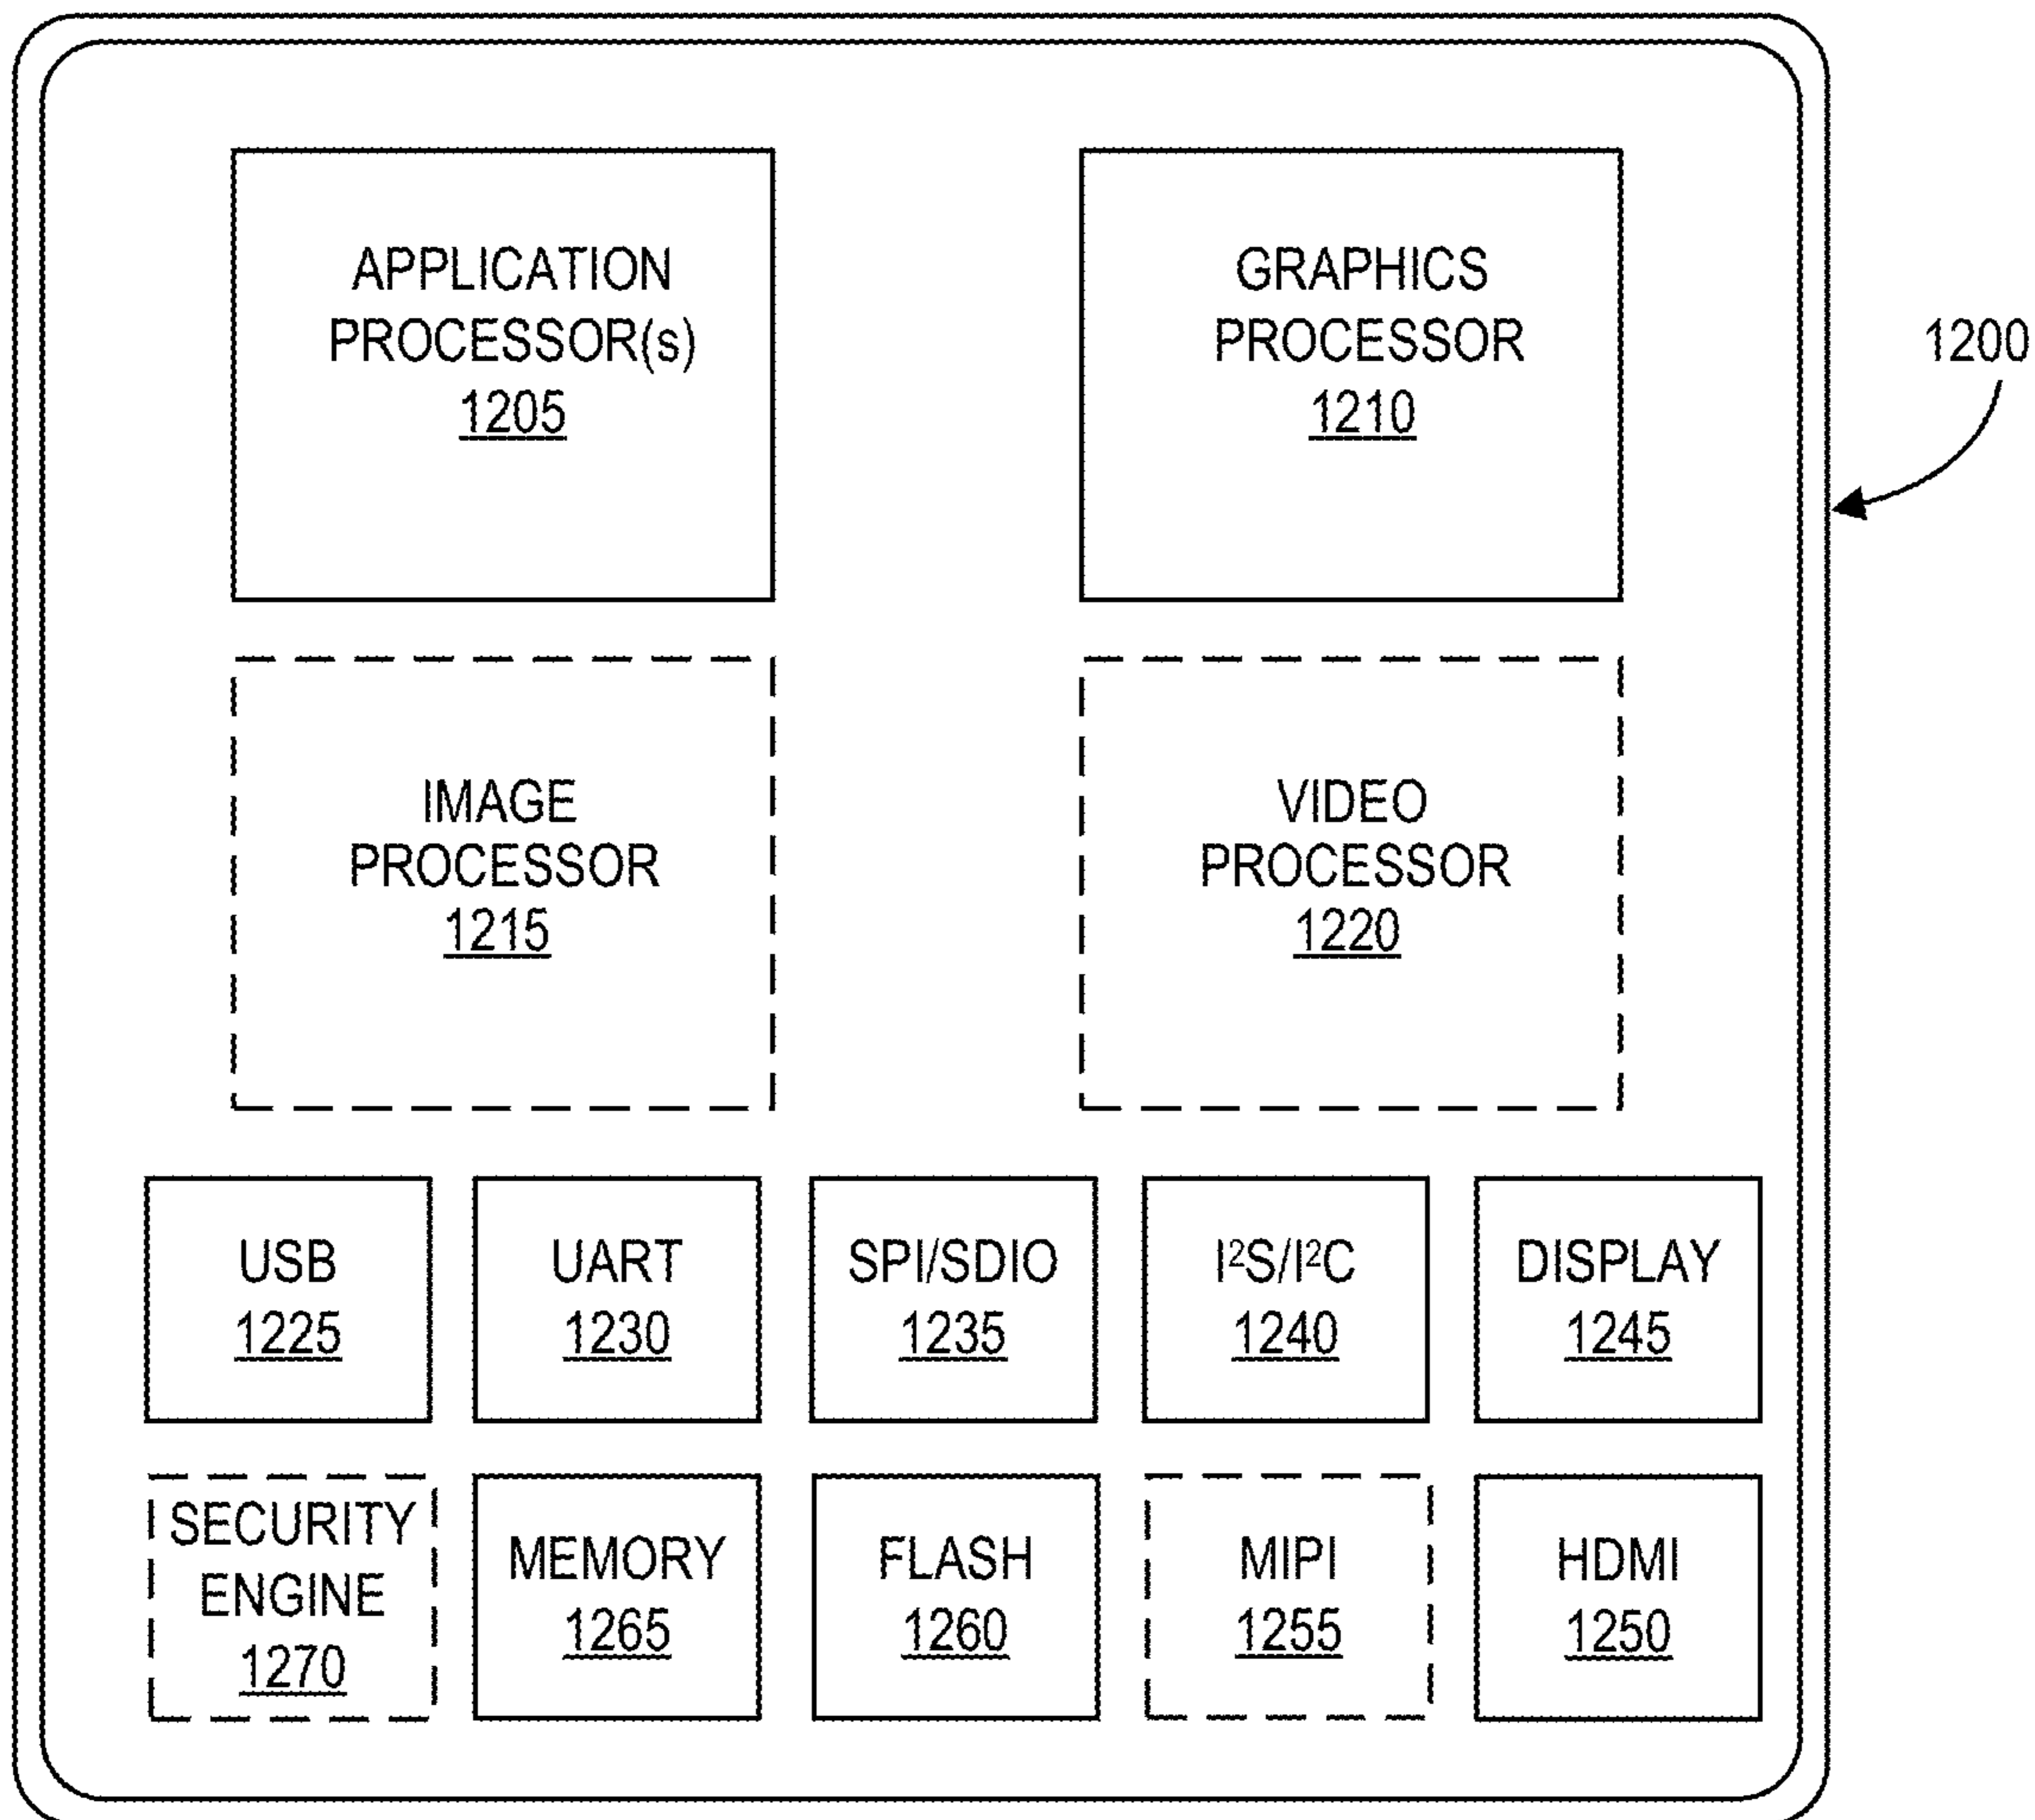 APPLICATION
PROCESSOR(s)
1205
GRAPHICS
PROCESSOR
1210
1200
IMAGE
PROCESSOR
1215
VIDEO
PROCESSOR
1220
USB
1225
UART
1230
SPI/SDIO
1235
I²S/I²C
1240
DISPLAY
1245
SECURITY
ENGINE
1270
MEMORY
1265
FLASH
1260
MIPI
1255
HDMI
1250